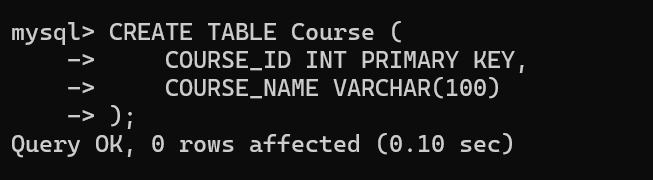 mysql> CREATE TABLE Course (
    ->     COURSE_ID INT PRIMARY KEY,
    ->     COURSE_NAME VARCHAR(100)
    -> );
Query OK, 0 rows affected (0.10 sec)